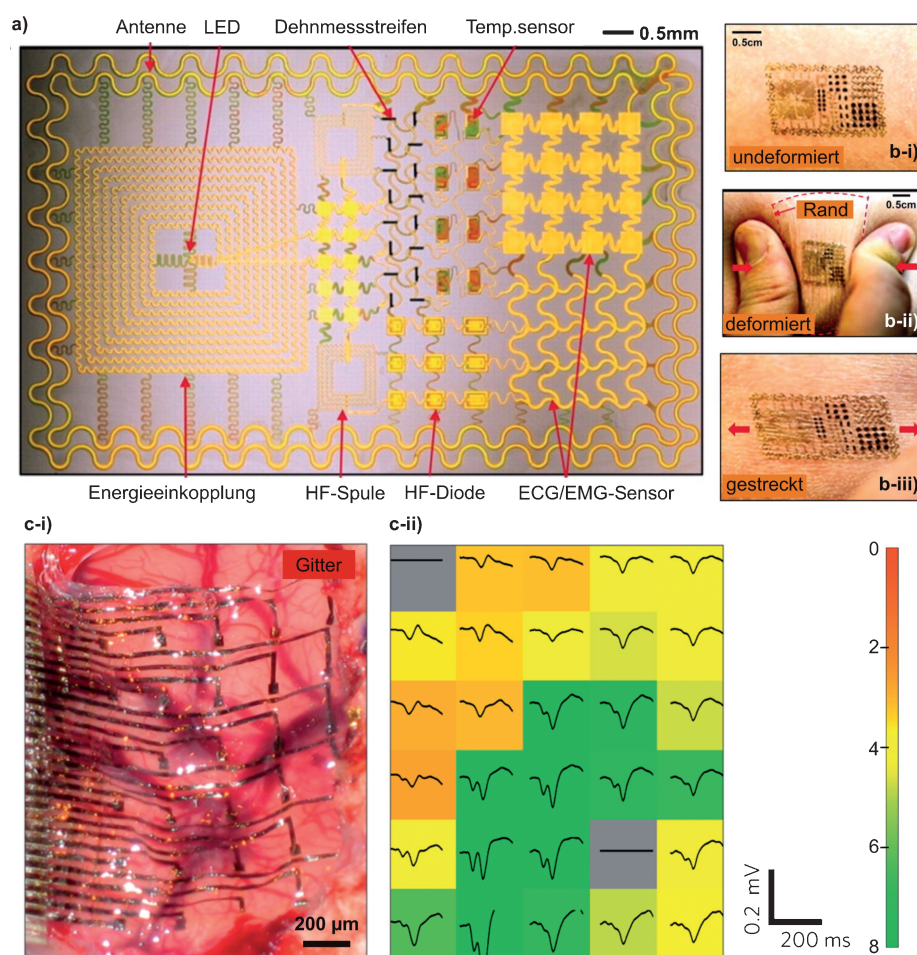 a)
Antenne
LED
Dehnmessstreifen
Temp.sensor
0.5mm
Energieeinkopplung
HF-Spule
HF-Diode
ECG/EMG-Sensor
0.5cm
undeformiert
b-i)
Rand
0.5cm
deformiert
b-ii)
gestreckt
b-iii)
c-i)
Gitter
200 µm
c-ii)
0
2
4
6
8
0.2 mV
200 ms